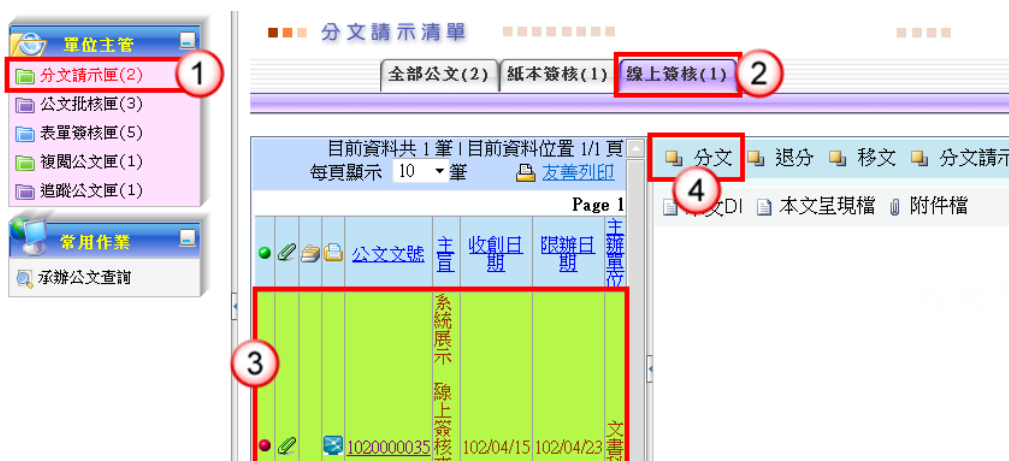 單位主管
分文請示匣(2)
1
公文批核匣(3)
表單簽核匣(5)
複閱公文匣(1)
追蹤公文匣(1)
常用作業
承辦公文查詢
分文請示清單
全部公文(2) 紙本簽核(1) 線上簽核(1) 2
目前資料共 1 筆 | 目前資料位置 1/1 頁
每頁顯示 10 筆 友善列印
Page 1
公文文號 主旨 收創日期 限辦日期 主辦單位
3
1020000035 系統展示 線上簽核 102/04/15 102/04/23 文書科
分文 退分 移文 分文請示
4
文DI 本文呈現檔 附件檔